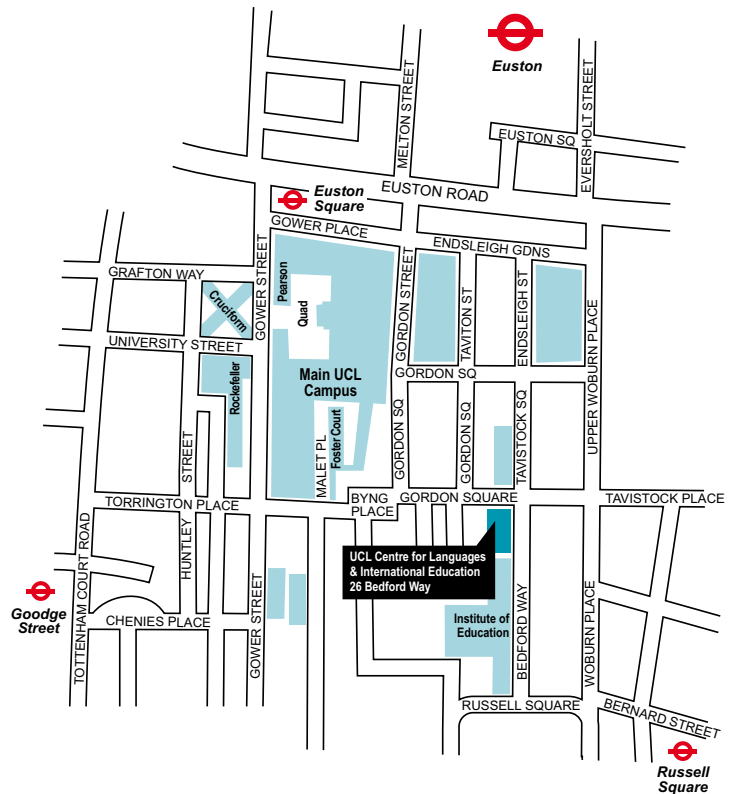 Euston
MELTON STREET
EVERSHOLT STREET
EUSTON SQ
EUSTON ROAD
Euston
Square
GOWER PLACE
ENDSLEIGH GDNS
GRAFTON WAY
GOWER STREET
Pearson
Quad
Cruciform
GORDON STREET
TAVITON ST
ENDSLEIGH ST
UPPER WOBURN PLACE
UNIVERSITY STREET
Rockefeller
Main UCL
Campus
GORDON SQ
MALET PL
Foster Court
GORDON SQ
GORDON SQ
TAVISTOCK SQ
HUNTLEY STREET
TORRINGTON PLACE
BYNG
PLACE
GORDON SQUARE
TAVISTOCK PLACE
TOTTENHAM COURT ROAD
UCL Centre for Languages
& International Education
26 Bedford Way
Goodge
Street
CHENIES PLACE
GOWER STREET
Institute of
Education
BEDFORD WAY
WOBURN PLACE
RUSSELL SQUARE
BERNARD STREET
Russell
Square